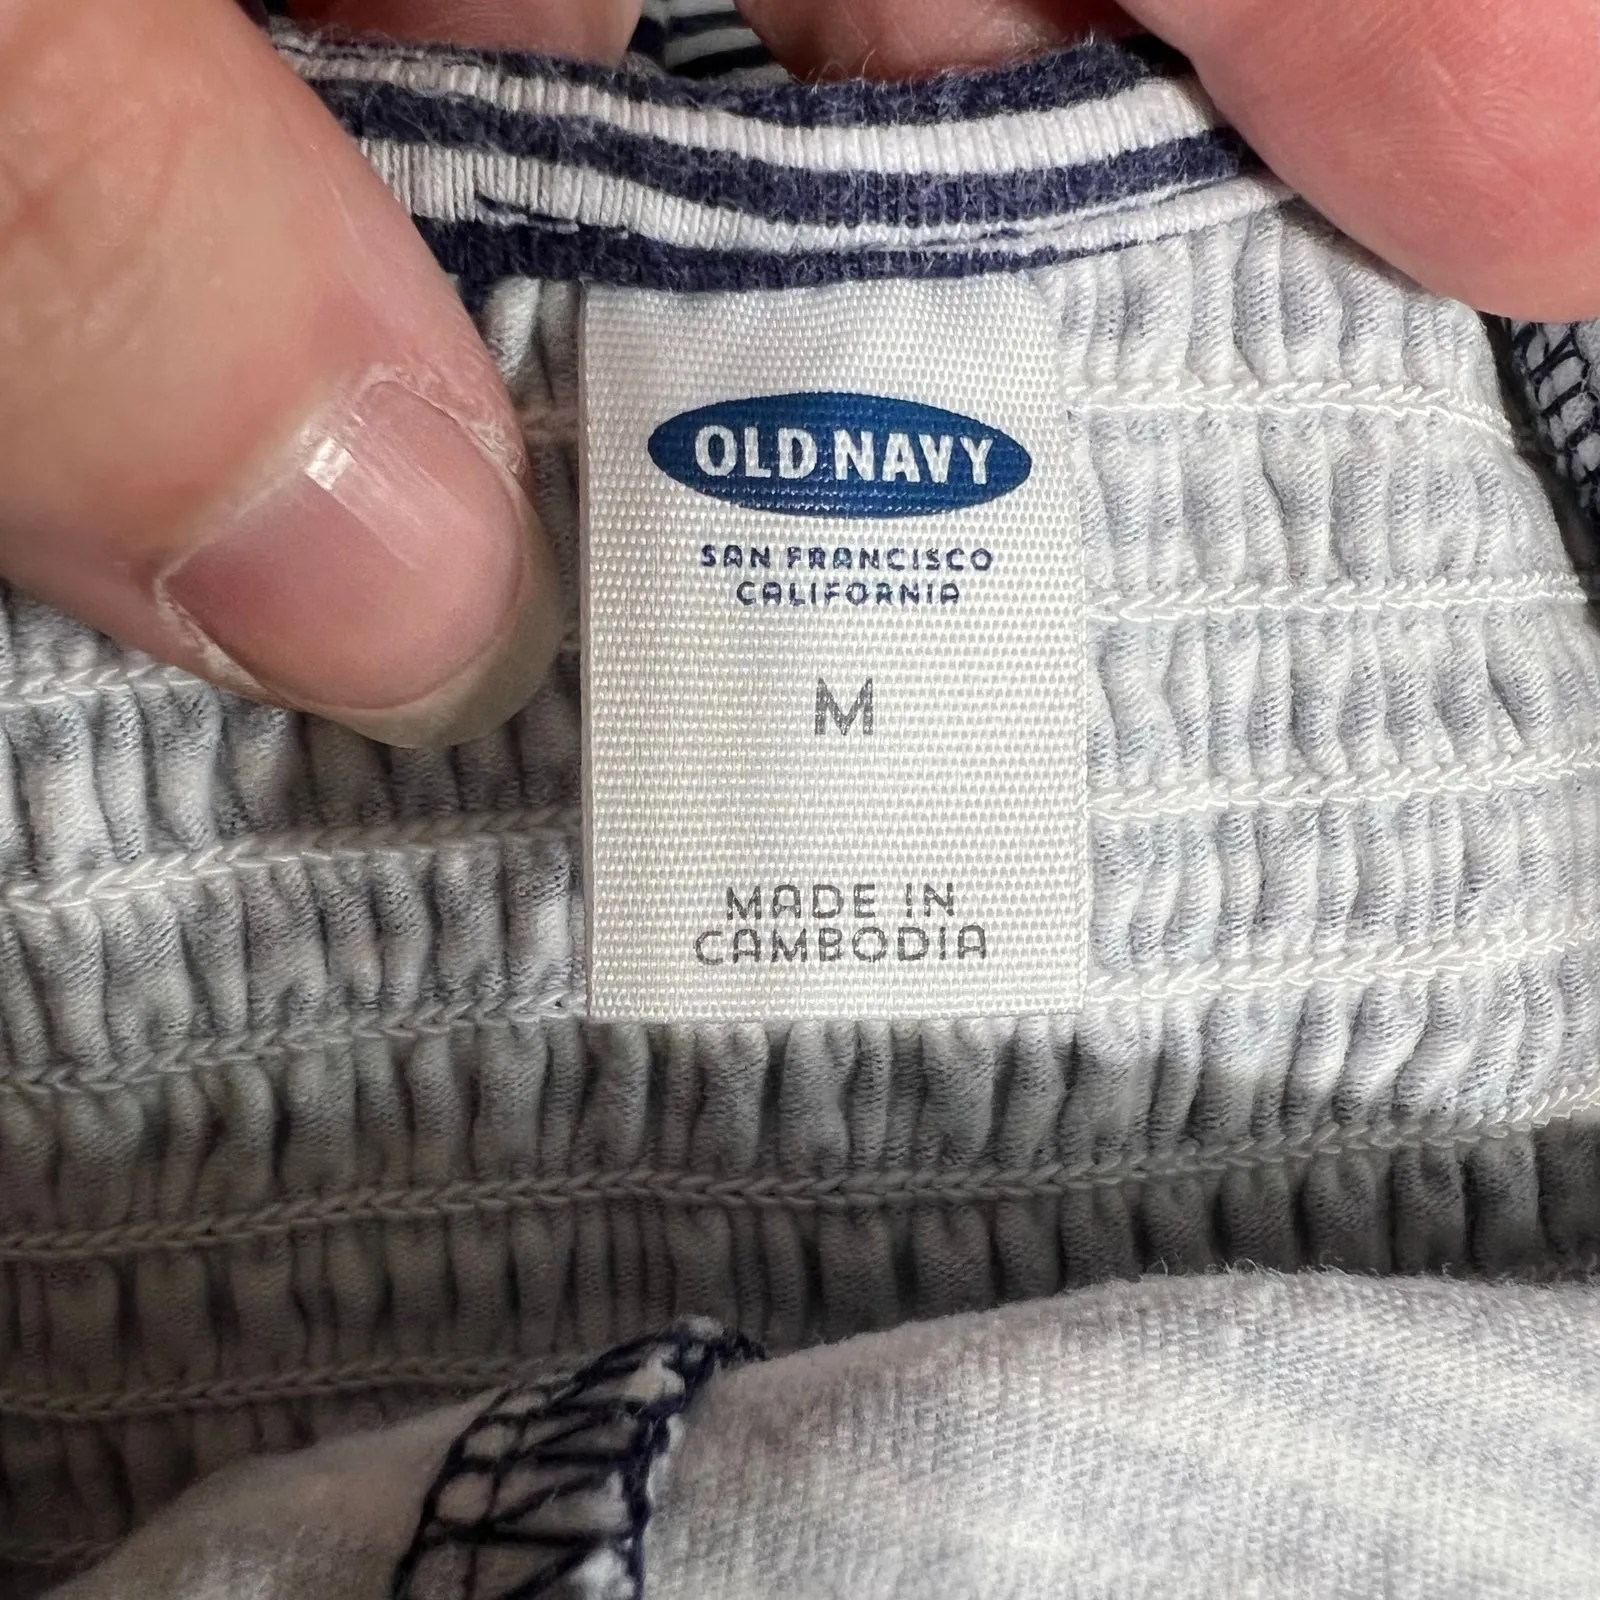 OLD NAVY
SAN FRANCISCO
CALIFORNIA
M
MADE IN
CAMBODIA